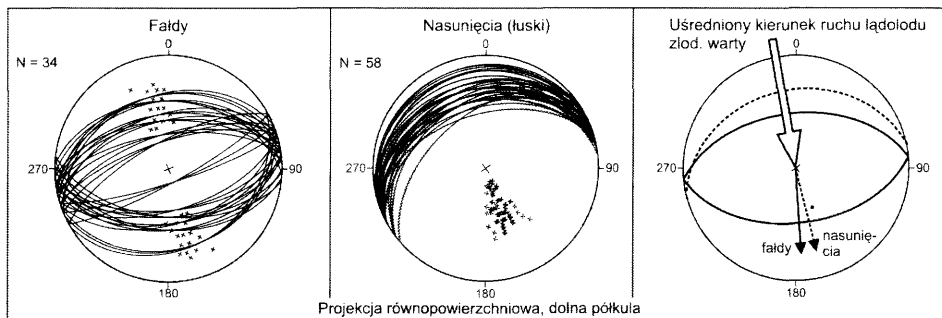 Fałdy
0
N = 34
270
90
180
Nasunięcia (łuski)
0
N = 58
270
90
180
Uśredniony kierunek ruchu lądolodu
zlod. warty
0
270
90
fałdy
nasunię-
cia
180
Projekcja równopowierzchniowa, dolna półkula